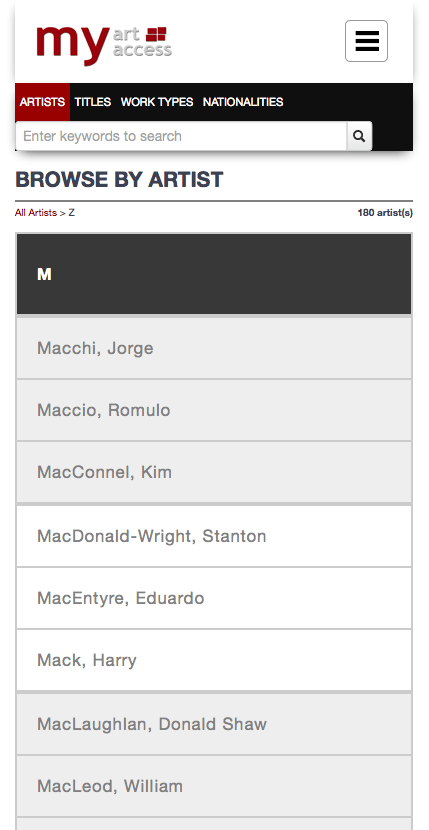 my art access
ARTISTS TITLES WORK TYPES NATIONALITIES
Enter keywords to search
BROWSE BY ARTIST
All Artists > Z 180 artist(s)
M
Macchi, Jorge
Maccio, Romulo
MacConnel, Kim
MacDonald-Wright, Stanton
MacEntyre, Eduardo
Mack, Harry
MacLaughlan, Donald Shaw
MacLeod, William